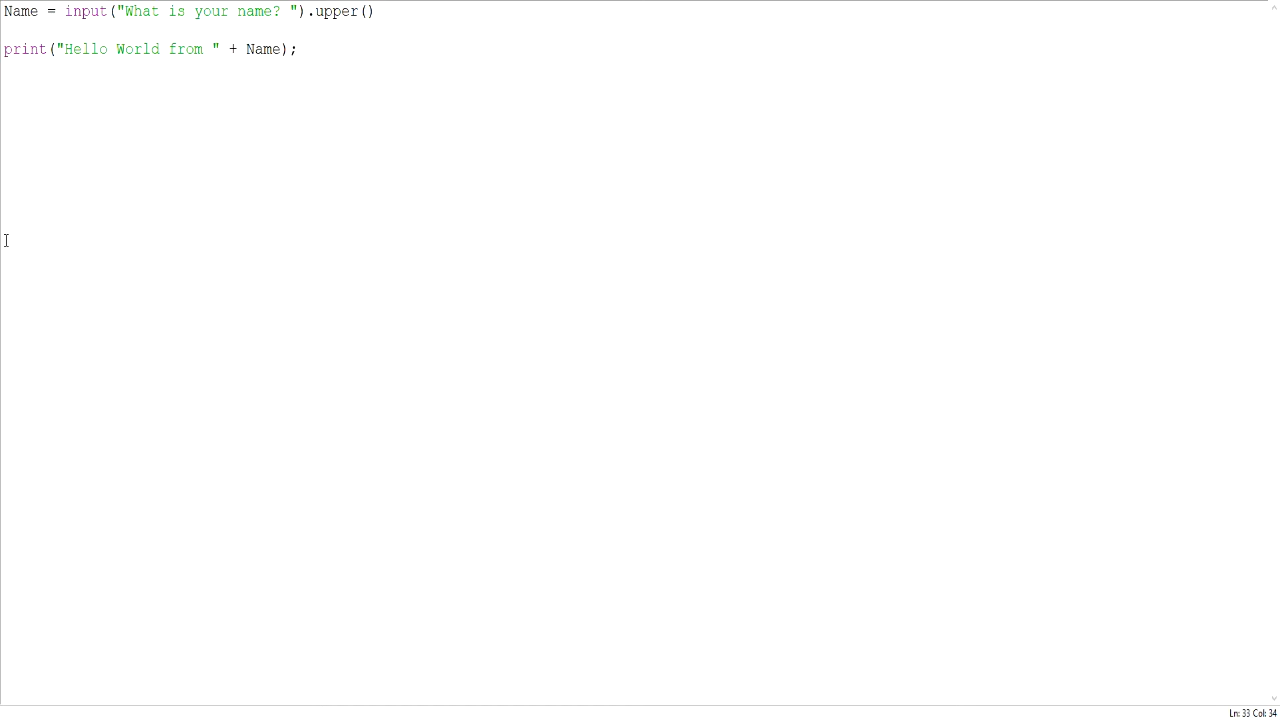 Name = input("What is your name? ").upper()
print("Hello World from " + Name);
Ln: 33 Col: 34